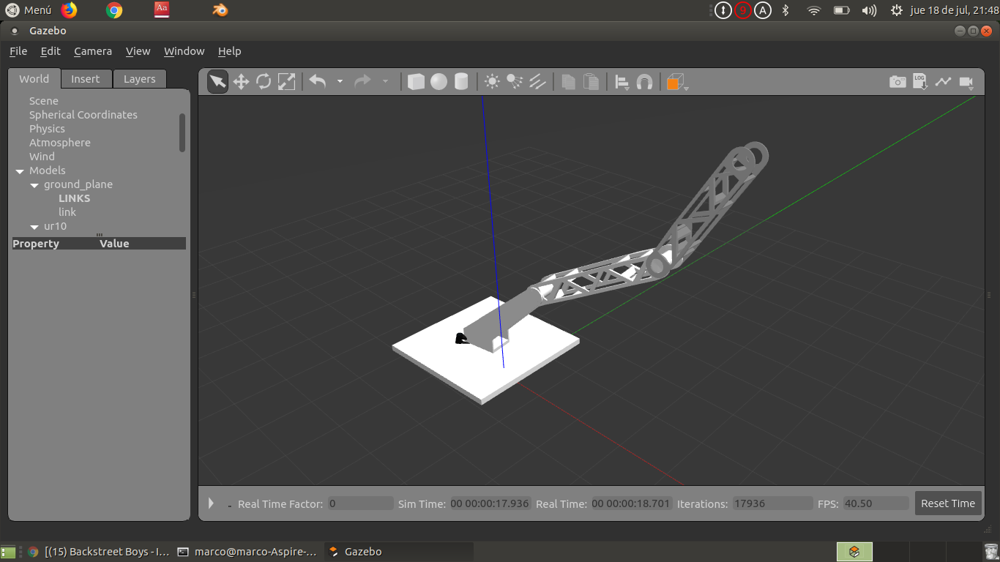 Menú
Aa
9
A
jue 18 de jul, 21:48
Gazebo
File Edit Camera View Window Help
World Insert Layers
LOG
Scene
Spherical Coordinates
Physics
Atmosphere
Wind
Models
ground_plane
LINKS
link
ur10
Property Value
Real Time Factor: 0 Sim Time: 00 00:00:17.936 Real Time: 00 00:00:18.701 Iterations: 17936 FPS: 40.50 Reset Time
[(15) Backstreet Boys - I... marco@marco-Aspire-... Gazebo